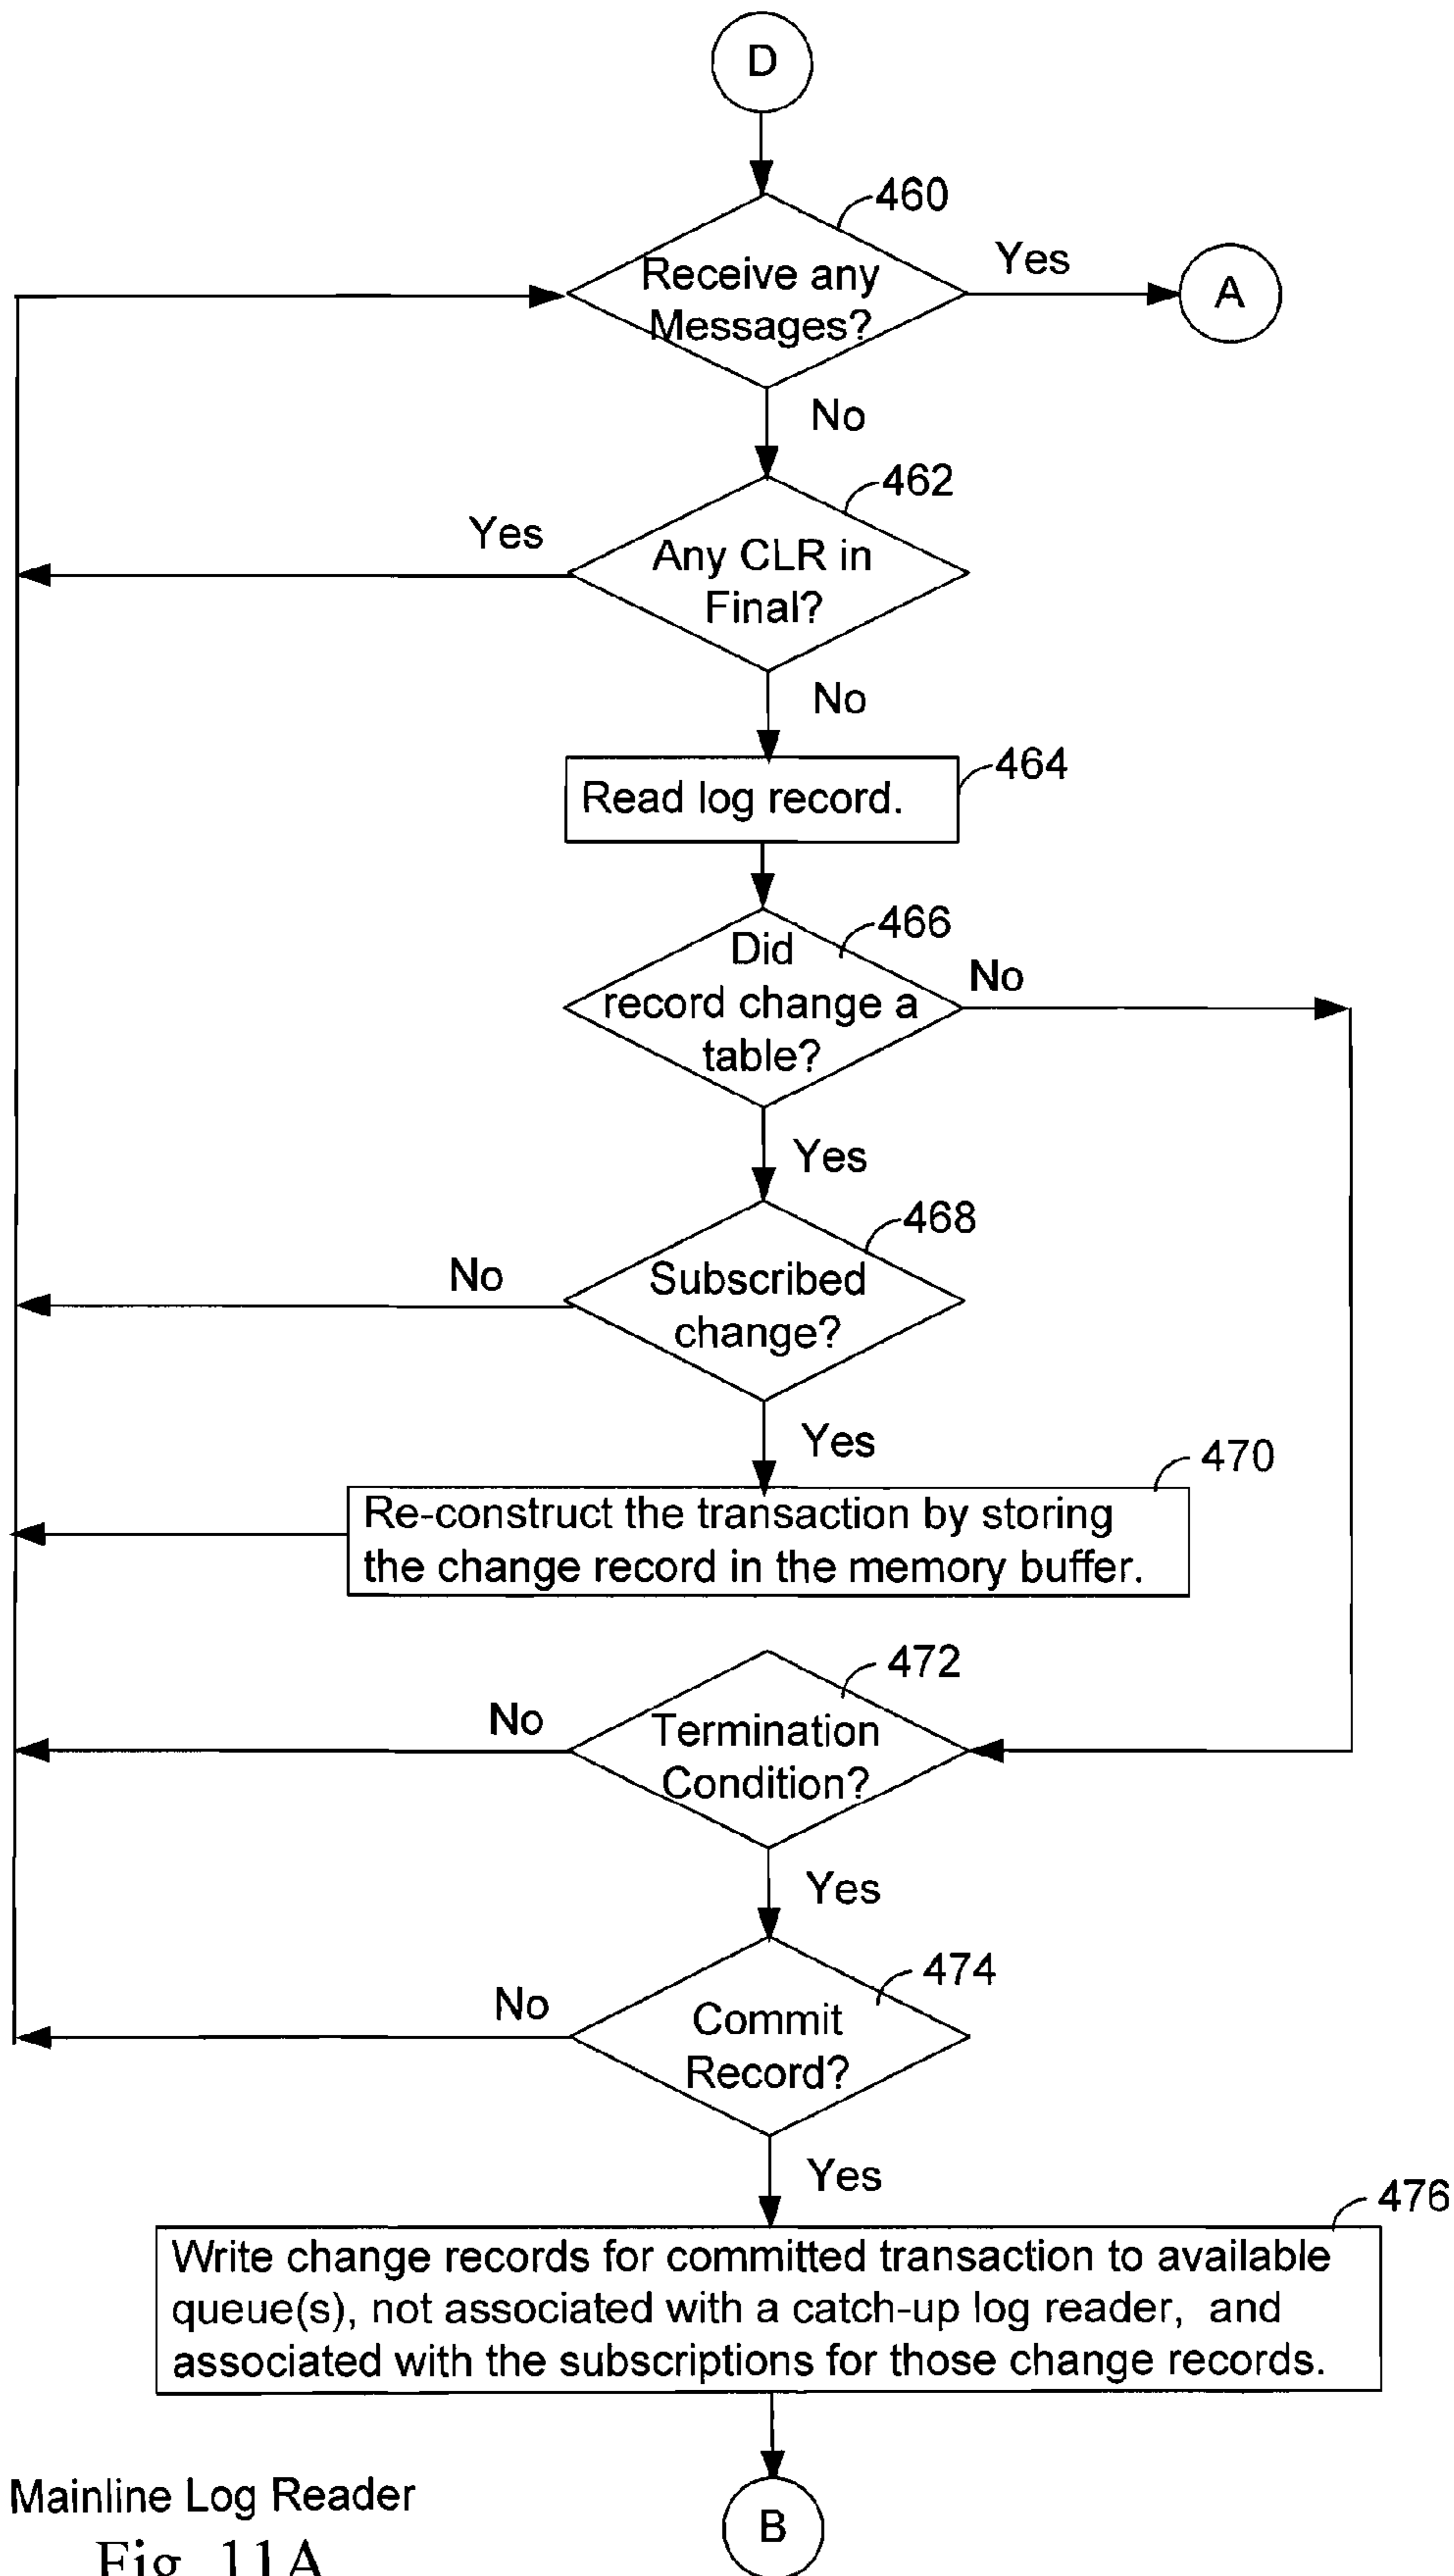 D
460
Receive any
Messages?
Yes
A
No
462
Yes
Any CLR in
Final?
No
464
Read log record.
466
Did
record change a
table?
No
Yes
468
No
Subscribed
change?
Yes
470
Re-construct the transaction by storing
the change record in the memory buffer.
472
No
Termination
Condition?
Yes
474
No
Commit
Record?
Yes
476
Write change records for committed transaction to available
queue(s), not associated with a catch-up log reader, and
associated with the subscriptions for those change records.
Mainline Log Reader
B
Fig. 11A